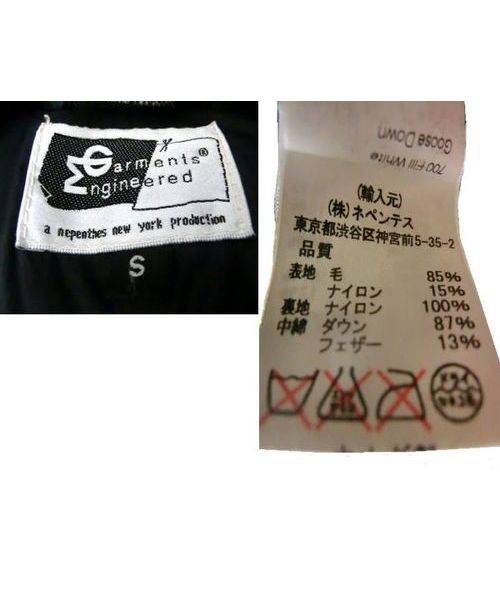 Garments®
Engineered
a nepenthes new york production
S
700 Fill White
Goose Down
(輸入元)
(株)ネペンテス
東京都渋谷区神宮前5-35-2
品質
表地 毛 85%
ナイロン 15%
裏地 ナイロン 100%
中綿 ダウン 87%
フェザー 13%
ドライ